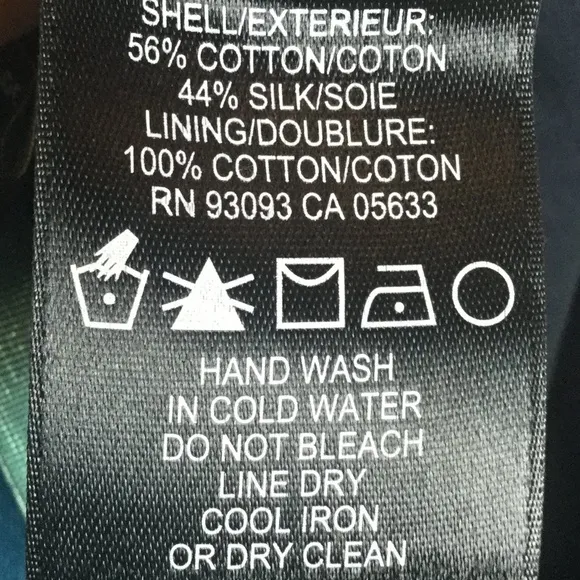 SHELL/EXTERIEUR:
56% COTTON/COTON
44% SILK/SOIE
LINING/DOUBLURE:
100% COTTON/COTON
RN 93093 CA 05633
HAND WASH
IN COLD WATER
DO NOT BLEACH
LINE DRY
COOL IRON
OR DRY CLEAN